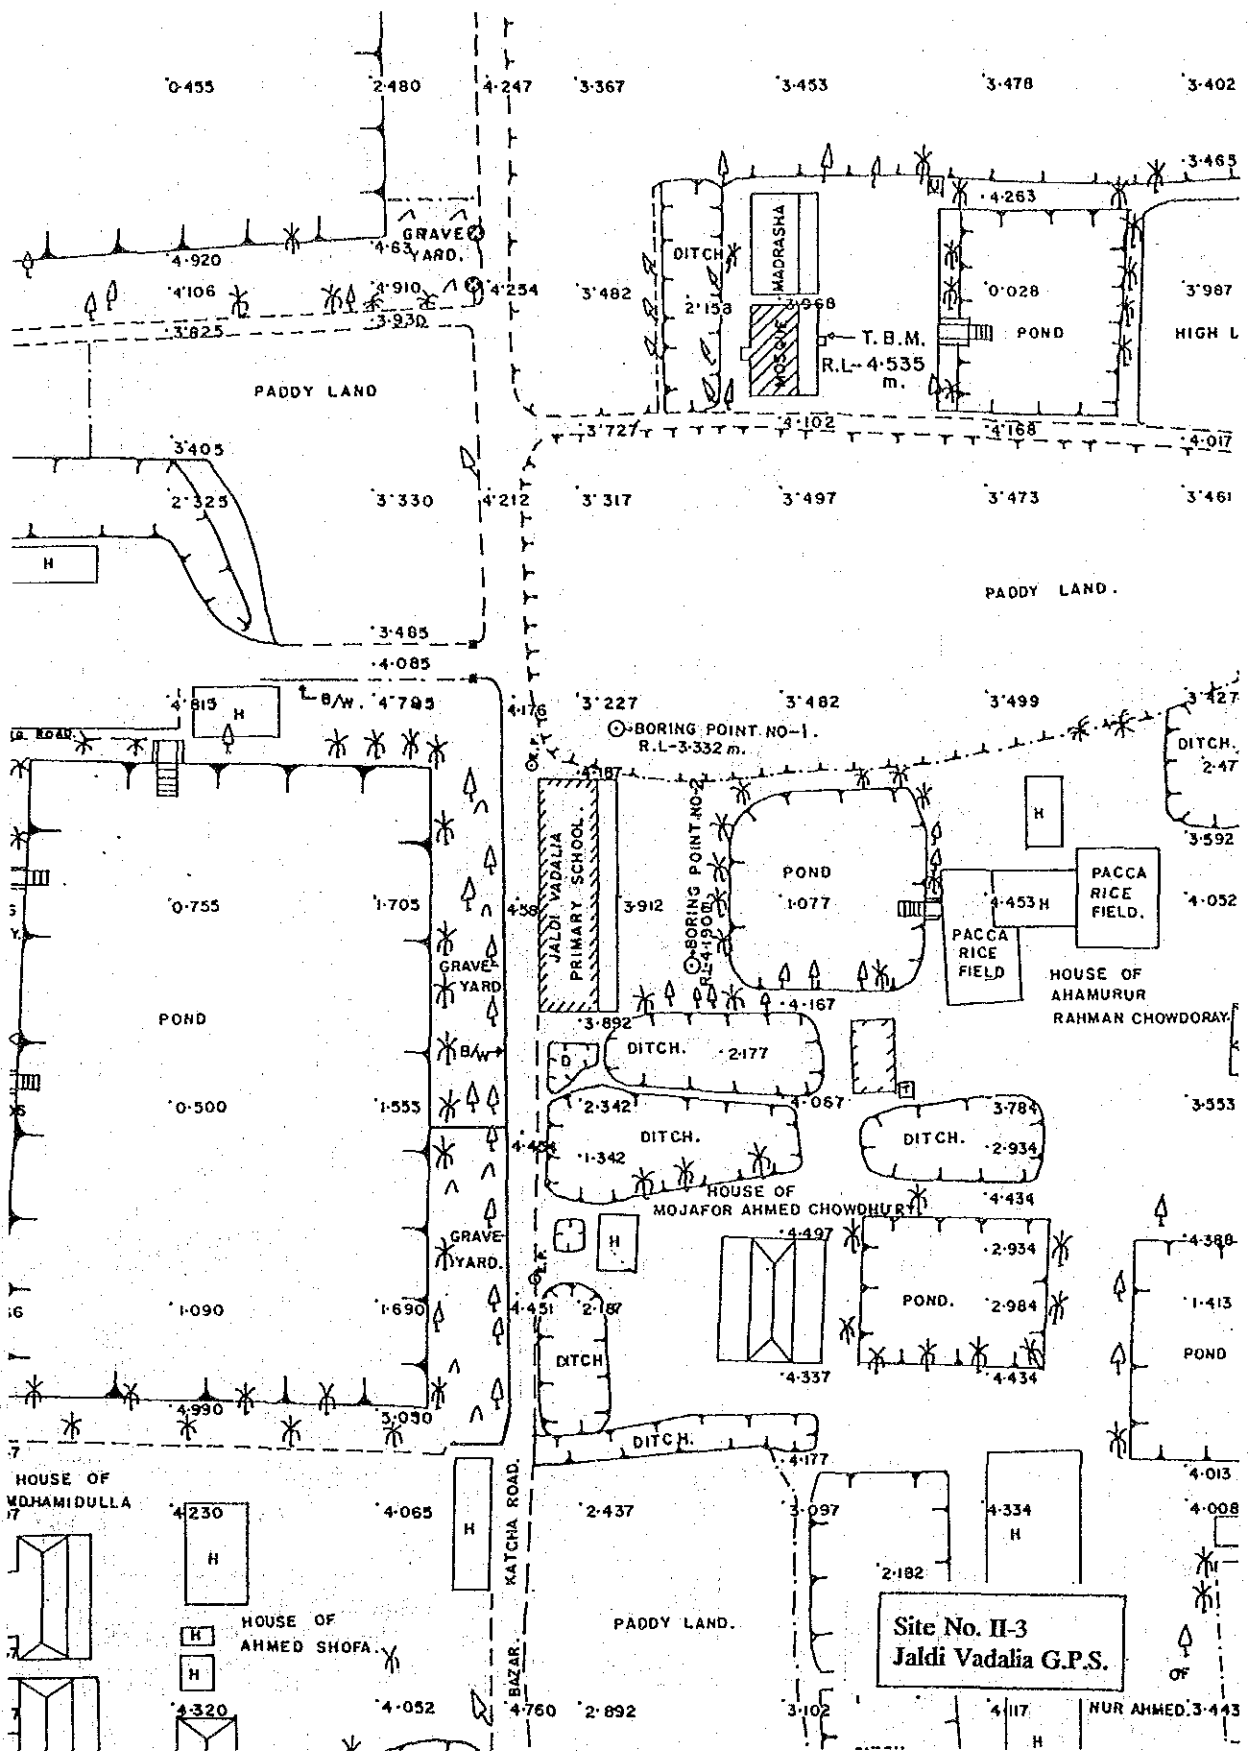 0.455 2.480 4.247 3.367 3.453 3.478 3.402
3.465
4.263
GRAVE
YARD.
4.63
4.920
DITCH
MADRASHA
4.106 4.910 4.254 3.482 0.028 3.987
2.153 3.968
3.930
3.825
MOSQUE
T.B.M.
R.L-4.535
m.
POND
HIGH L
PADDY LAND
3.727 4.102 4.168 4.017
3.405
2.325 3.330 4.212 3.317 3.497 3.473 3.461
H
PADDY LAND.
3.485
4.085
4.815 H B/W. 4.795 4.176 3.227 3.482 3.499 3.427
BORING POINT NO-1.
R.L-3.332 m.
ROAD
E.P.
DITCH.
2.47
4.187
JALDI VADALIA
PRIMARY SCHOOL.
BORING POINT NO-2
H
3.592
POND
PACCA
RICE
FIELD.
0.755 1.705 3.912 1.077 4.453 H 4.052
PACCA
RICE
FIELD
GRAVE
YARD
HOUSE OF
AHAMURUR
RAHMAN CHOWDORAY.
4.167
POND
3.892
B/W
D
DITCH. 2.177
T
0.500 1.553 2.342 4.067 3.784 3.553
DITCH.
DITCH.
4.454 1.342 2.934
HOUSE OF
MOJAFOR AHMED CHOWDHURY
4.434
GRAVE
YARD.
H
4.497 2.934 4.388
E.P.
1.090 1.690 4.451 2.187 POND. 2.984 1.413
DITCH
POND
4.337 4.434
4.990 5.090
DITCH.
4.177
HOUSE OF
MD.HAMIDULLA
4.013
4.230 4.065 2.437 3.097 4.334 4.008
H
H
H
KATCHA ROAD.
2.182
HOUSE OF
AHMED SHOFA.
H
H
PADDY LAND.
Site No. II-3
Jaldi Vadalia G.P.S.
BAZAR.
OF
4.320 4.052 4.760 2.892 3.102 4.117 NUR AHMED. 3.443
H